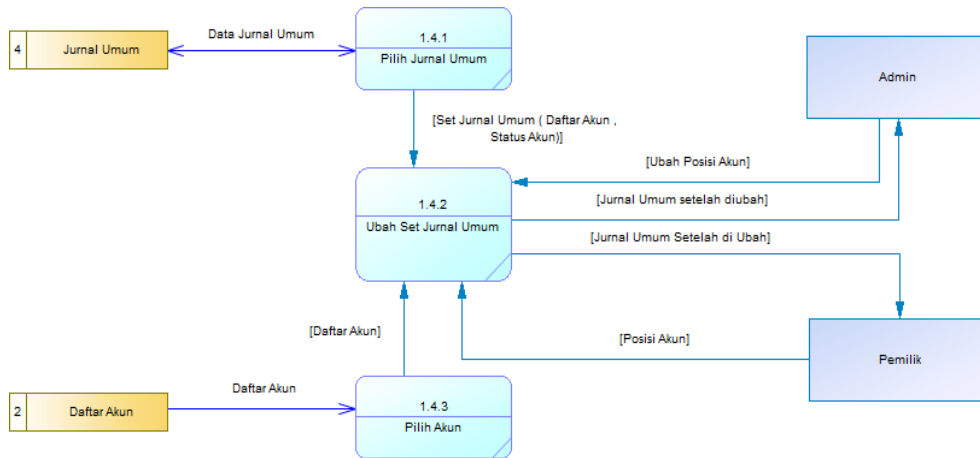 4
Jurnal Umum
Data Jurnal Umum
1.4.1
Pilih Jurnal Umum
Admin
[Set Jurnal Umum ( Daftar Akun ,
Status Akun)]
[Ubah Posisi Akun]
1.4.2
Ubah Set Jurnal Umum
[Jurnal Umum setelah diubah]
[Jurnal Umum Setelah di Ubah]
[Daftar Akun]
[Posisi Akun]
Pemilik
2
Daftar Akun
Daftar Akun
1.4.3
Pilih Akun